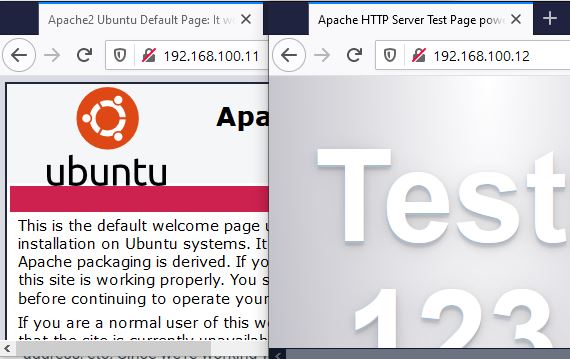 Apache2 Ubuntu Default Page: It w
Apache HTTP Server Test Page pow
192.168.100.11
192.168.100.12
Apa
ubuntu
This is the default welcome page u
installation on Ubuntu systems. It
Apache packaging is derived. If yo
this site is working properly. You s
before continuing to operate your
If you are a normal user of this we
that the site is currently unavailab
Test
123